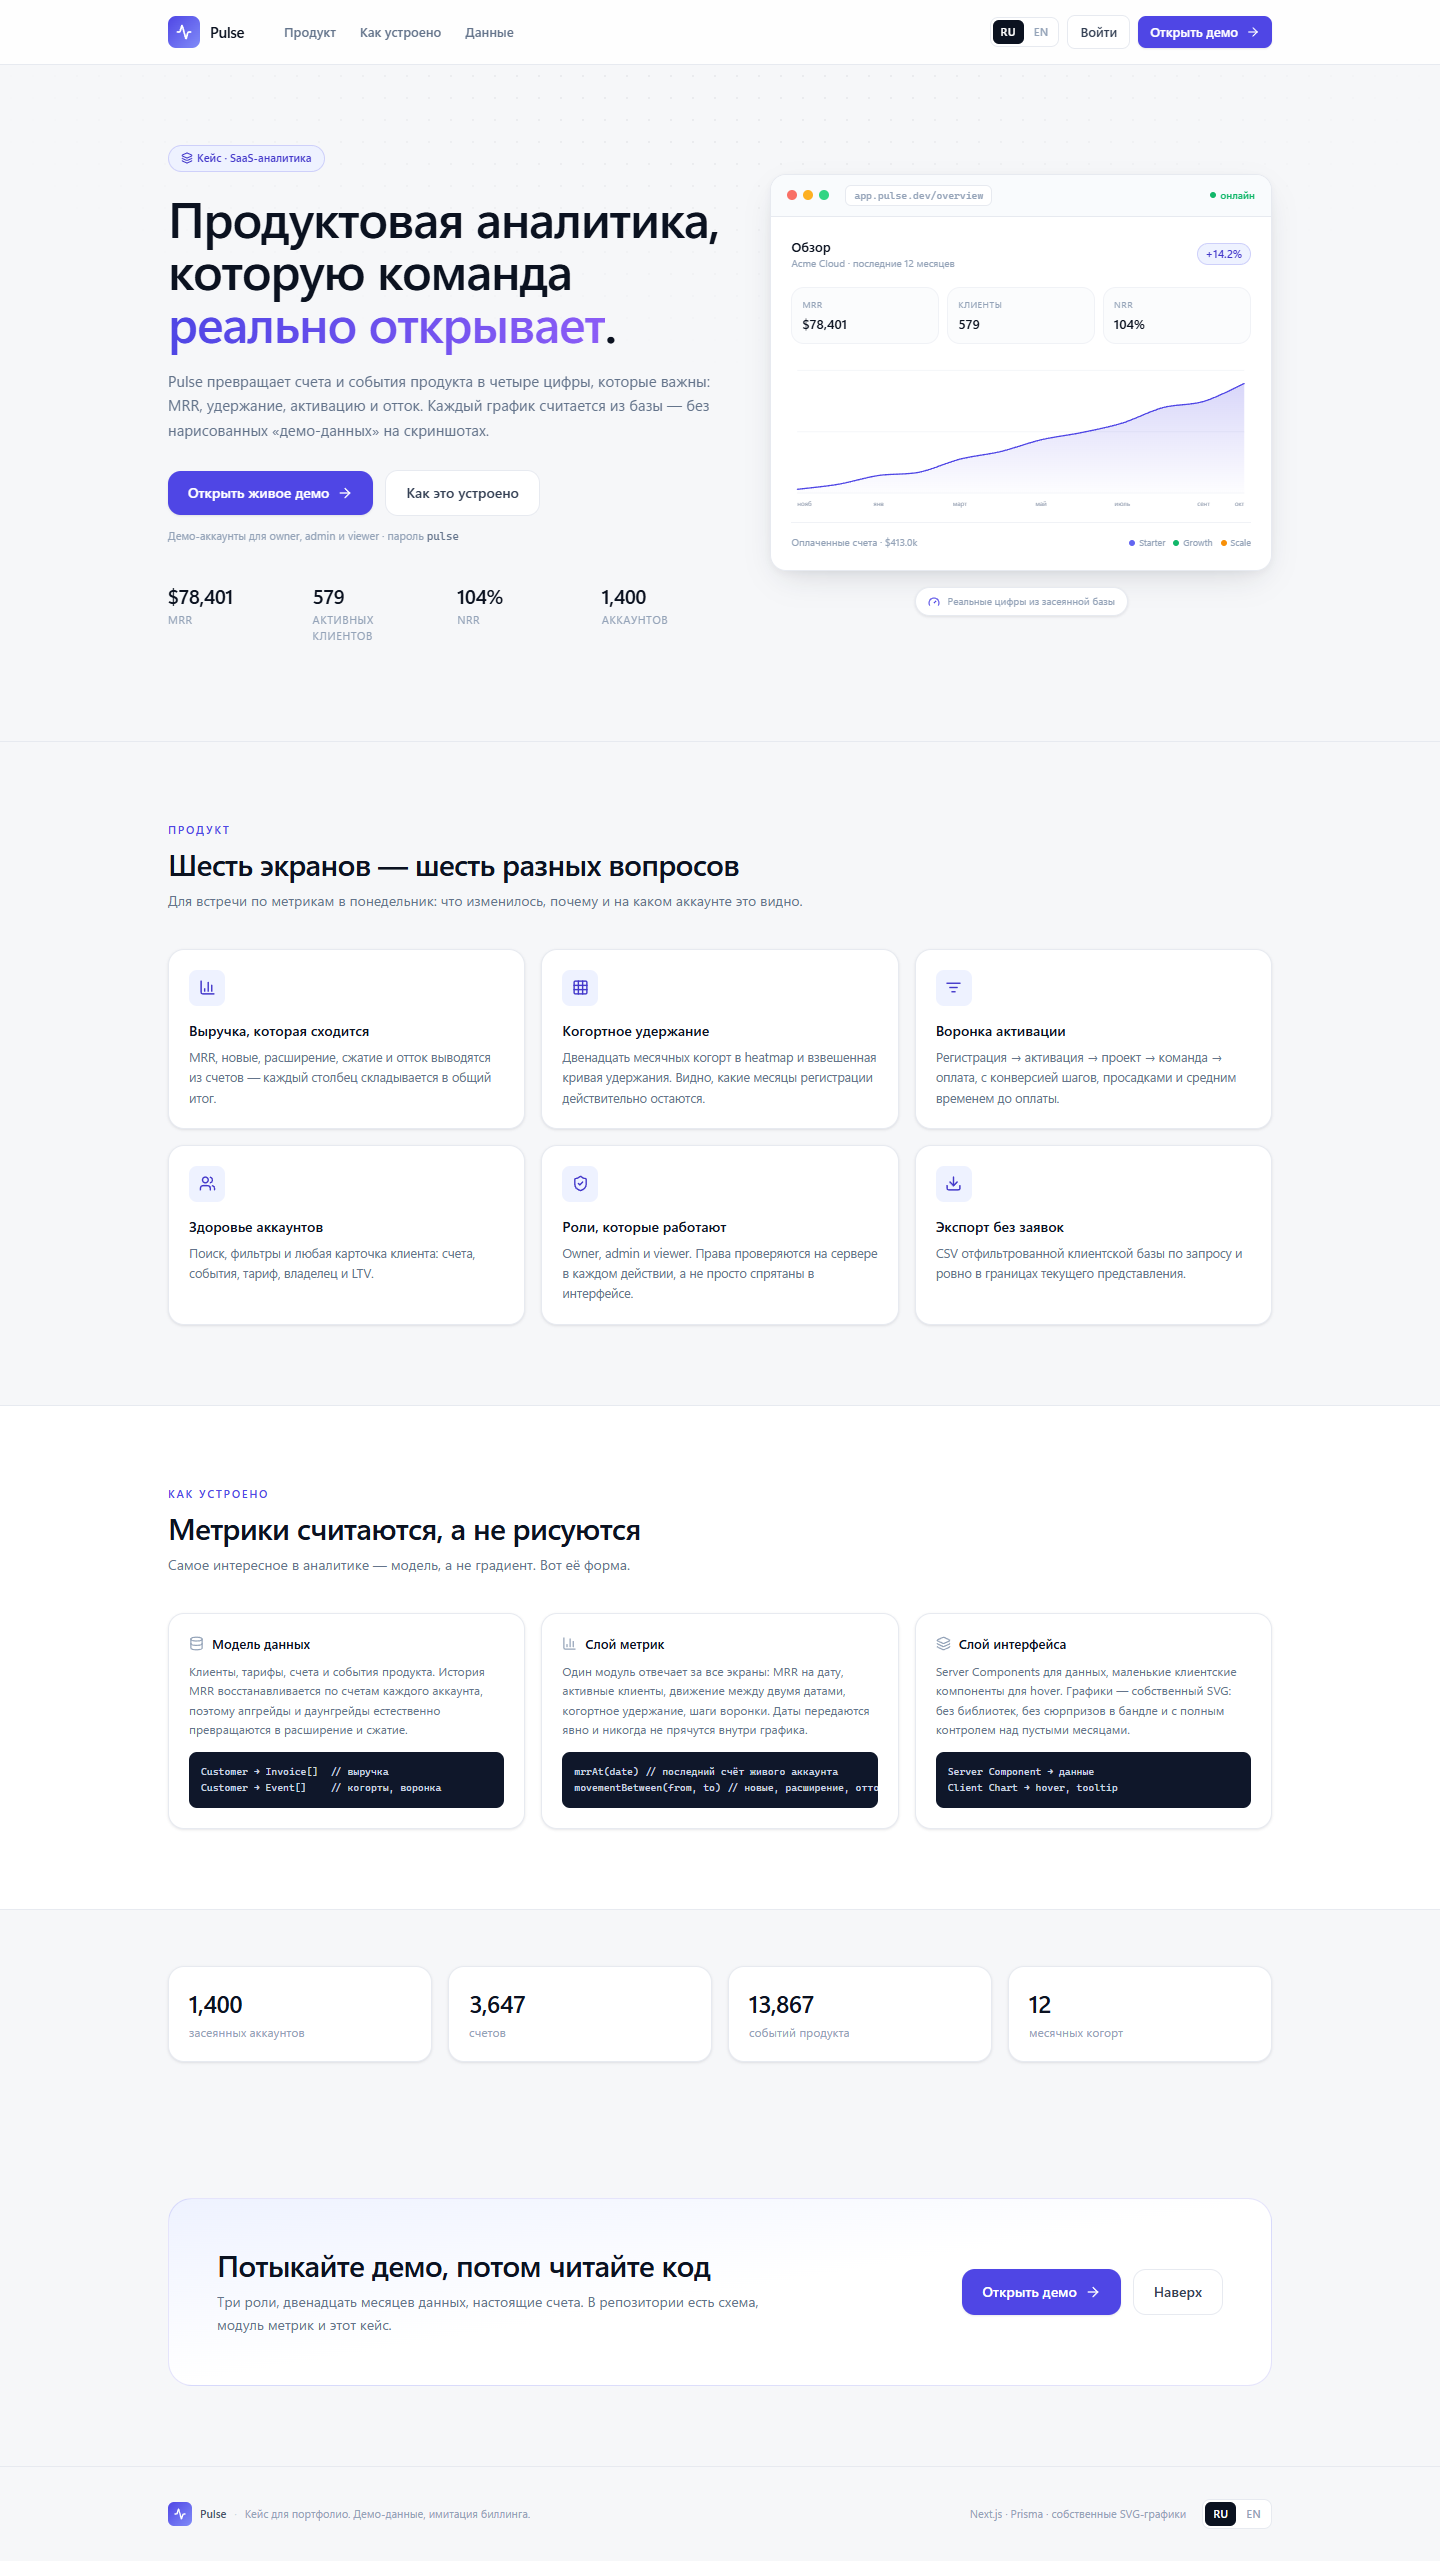 Pulse
Продукт
Как устроено
Данные
RU EN
Войти
Открыть демо
Кейс · SaaS-аналитика
Продуктовая аналитика,
которую команда
реально открывает.
Pulse превращает счета и события продукта в четыре цифры, которые важны:
MRR, удержание, активацию и отток. Каждый график считается из базы — без
нарисованных «демо-данных» на скриншотах.
Открыть живое демо
Как это устроено
Демо-аккаунты для owner, admin и viewer · пароль pulse
$78,401
MRR
579
АКТИВНЫХ
КЛИЕНТОВ
104%
NRR
1,400
АККАУНТОВ
app.pulse.dev/overview
онлайн
Обзор
Acme Cloud · последние 12 месяцев
+14.2%
MRR
$78,401
КЛИЕНТЫ
579
NRR
104%
нояб. янв. март май июль сент. окт.
Оплаченные счета · $413.0k
Starter Growth Scale
Реальные цифры из засеянной базы
ПРОДУКТ
Шесть экранов — шесть разных вопросов
Для встречи по метрикам в понедельник: что изменилось, почему и на каком аккаунте это видно.
Выручка, которая сходится
MRR, новые, расширение, сжатие и отток выводятся
из счетов — каждый столбец складывается в общий
итог.
Когортное удержание
Двенадцать месячных когорт в heatmap и взвешенная
кривая удержания. Видно, какие месяцы регистрации
действительно остаются.
Воронка активации
Регистрация → активация → проект → команда →
оплата, с конверсией шагов, просадками и средним
временем до оплаты.
Здоровье аккаунтов
Поиск, фильтры и любая карточка клиента: счета,
события, тариф, владелец и LTV.
Роли, которые работают
Owner, admin и viewer. Права проверяются на сервере
в каждом действии, а не просто спрятаны в
интерфейсе.
Экспорт без заявок
CSV отфильтрованной клиентской базы по запросу и
ровно в границах текущего представления.
КАК УСТРОЕНО
Метрики считаются, а не рисуются
Самое интересное в аналитике — модель, а не градиент. Вот её форма.
Модель данных
Клиенты, тарифы, счета и события продукта. История
MRR восстанавливается по счетам каждого аккаунта,
поэтому апгрейды и даунгрейды естественно
превращаются в расширение и сжатие.
Customer → Invoice[] // выручка
Customer → Event[] // когорты, воронка
Слой метрик
Один модуль отвечает за все экраны: MRR на дату,
активные клиенты, движение между двумя датами,
когортное удержание, шаги воронки. Даты передаются
явно и никогда не прячутся внутри графика.
mrrAt(date) // последний счёт живого аккаунта
movementBetween(from, to) // новые, расширение, отто
Слой интерфейса
Server Components для данных, маленькие клиентские
компоненты для hover. Графики — собственный SVG:
без библиотек, без сюрпризов в бандле и с полным
контролем над пустыми месяцами.
Server Component → данные
Client Chart → hover, tooltip
1,400
засеянных аккаунтов
3,647
счетов
13,867
событий продукта
12
месячных когорт
Потыкайте демо, потом читайте код
Три роли, двенадцать месяцев данных, настоящие счета. В репозитории есть схема,
модуль метрик и этот кейс.
Открыть демо
Наверх
Pulse · Кейс для портфолио. Демо-данные, имитация биллинга.
Next.js · Prisma · собственные SVG-графики
RU EN